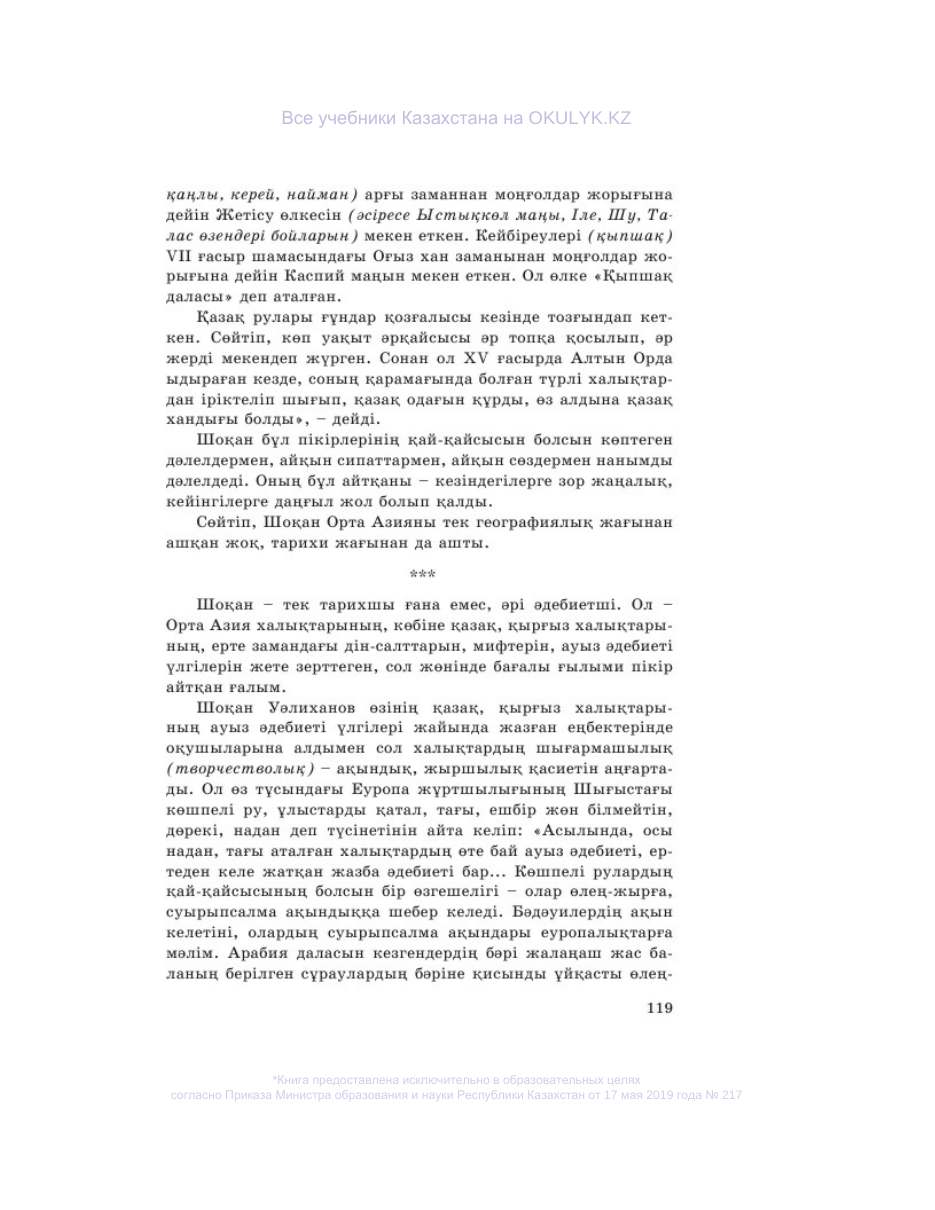 Все учебники Казахстана на OKULYK.KZ
қаңлы, керей, найман) арғы заманнан моңғолдар жорығына
дейін Жетісу өлкесін (әсіресе Ыстықкөл маңы, Іле, Шу, Та-
лас өзендері бойларын) мекен еткен. Кейбіреулері (қыпшақ)
VII ғасыр шамасындағы Оғыз хан заманынан моңғолдар жо-
рығына дейін Каспий маңын мекен еткен. Ол өлке «Қыпшақ
даласы» деп аталған.
Қазақ рулары ғұндар қозғалысы кезінде тозғындап кет-
кен. Сөйтіп, көп уақыт әрқайсысы әр топқа қосылып, әр
жерді мекендеп жүрген. Сонан ол XV ғасырда Алтын Орда
ыдыраған кезде, соның қарамағында болған түрлі халықтар-
дан іріктеліп шығып, қазақ одағын құрды, өз алдына қазақ
хандығы болды», – дейді.
Шоқан бұл пікірлерінің қай-қайсысын болсын көптеген
дәлелдермен, айқын сипаттармен, айқын сөздермен нанымды
дәлелдеді. Оның бұл айтқаны – кезіндегілерге зор жаңалық,
кейінгілерге даңғыл жол болып қалды.
Сөйтіп, Шоқан Орта Азияны тек географиялық жағынан
ашқан жоқ, тарихи жағынан да ашты.
***
Шоқан – тек тарихшы ғана емес, әрі әдебиетші. Ол –
Орта Азия халықтарының, көбіне қазақ, қырғыз халықтары-
ның, ерте замандағы дін-салттарын, мифтерін, ауыз әдебиеті
үлгілерін жете зерттеген, сол жөнінде бағалы ғылыми пікір
айтқан ғалым.
Шоқан Уәлиханов өзінің қазақ, қырғыз халықтары-
ның ауыз әдебиеті үлгілері жайында жазған еңбектерінде
оқушыларына алдымен сол халықтардың шығармашылық
(творчестволық) – ақындық, жыршылық қасиетін аңғарта-
ды. Ол өз тұсындағы Еуропа жұртшылығының Шығыстағы
көшпелі ру, ұлыстарды қатал, тағы, ешбір жөн білмейтін,
дөрекі, надан деп түсінетінін айта келіп: «Асылында, осы
надан, тағы аталған халықтардың өте бай ауыз әдебиеті, ер-
теден келе жатқан жазба әдебиеті бар... Көшпелі рулардың
қай-қайсысының болсын бір өзгешелігі – олар өлең-жырға,
суырыпсалма ақындыққа шебер келеді. Бәдәуилердің ақын
келетіні, олардың суырыпсалма ақындары еуропалықтарға
мәлім. Арабия даласын кезгендердің бәрі жалаңаш жас ба-
ланың берілген сұраулардың бәріне қисынды ұйқасты өлең-
119
*Книга предоставлена исключительно в образовательных целях
согласно Приказа Министра образования и науки Республики Казахстан от 17 мая 2019 года № 217